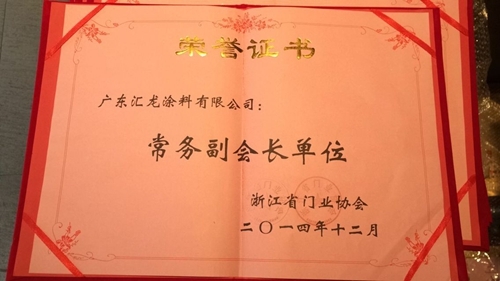 荣誉证书
广东汇龙涂料有限公司：
常务副会长单位
浙江省门业协会
二〇一四年十二月